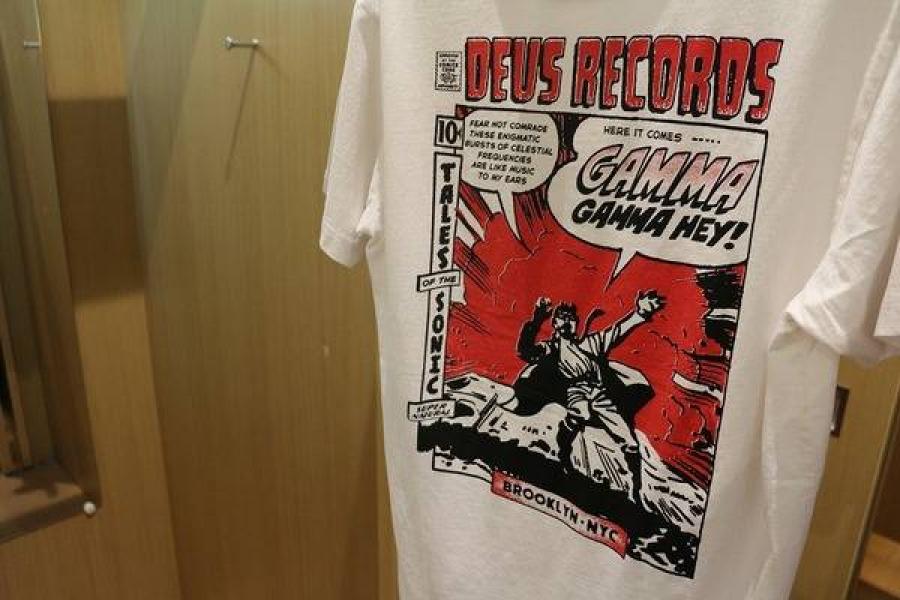 DEUS RECORDS
10¢
FEAR NOT COMRADE
THESE ENIGMATIC
BURSTS OF CELESTIAL
FREQUENCIES
ARE LIKE MUSIC
TO MY EARS
HERE IT COMES .....
GAMMA
GAMMA HEY!
TALES
OF THE
SONIC
SUPER
BROOKLYN-NYC